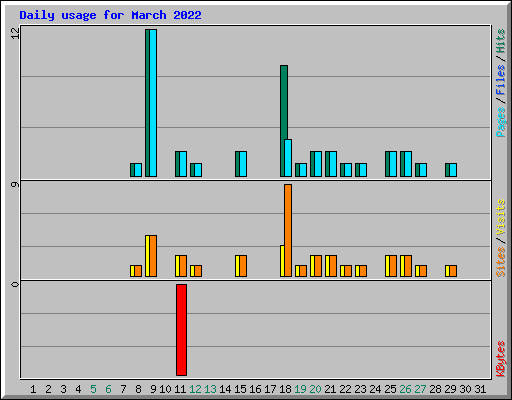 Daily usage for March 2022
12
9
0
Pages / Files / Hits
Sites / Visits
KBytes
1 2 3 4 5 6 7 8 9 10 11 12 13 14 15 16 17 18 19 20 21 22 23 24 25 26 27 28 29 30 31